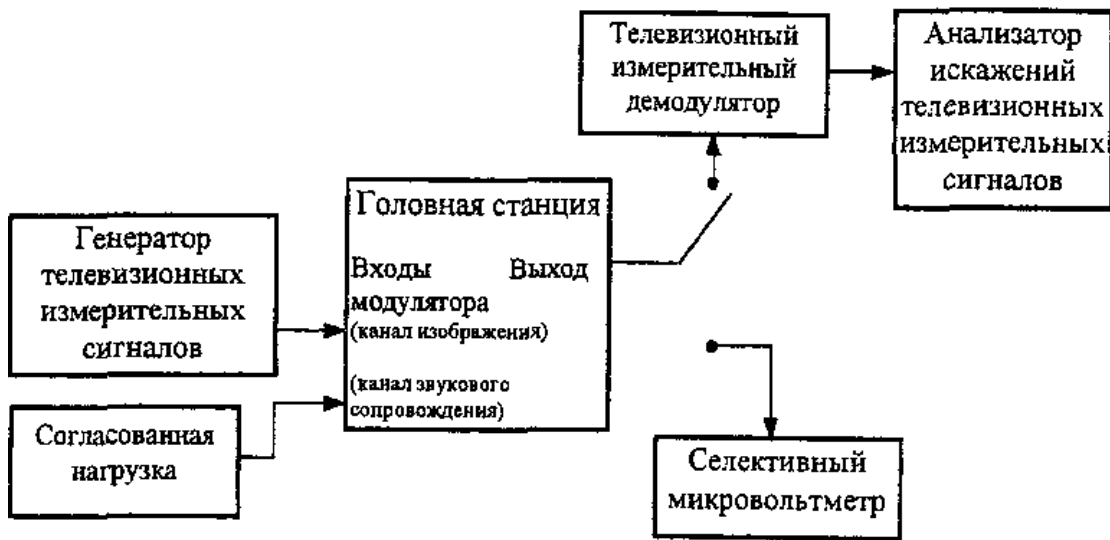 Телевизионный
измерительный
демодулятор
Анализатор
искажений
телевизионных
измерительных
сигналов
Генератор
телевизионных
измерительных
сигналов
Головная станция
Входы Выход
модулятора
(канал изображения)
(канал звукового
сопровождения)
Согласованная
нагрузка
Селективный
микровольтметр